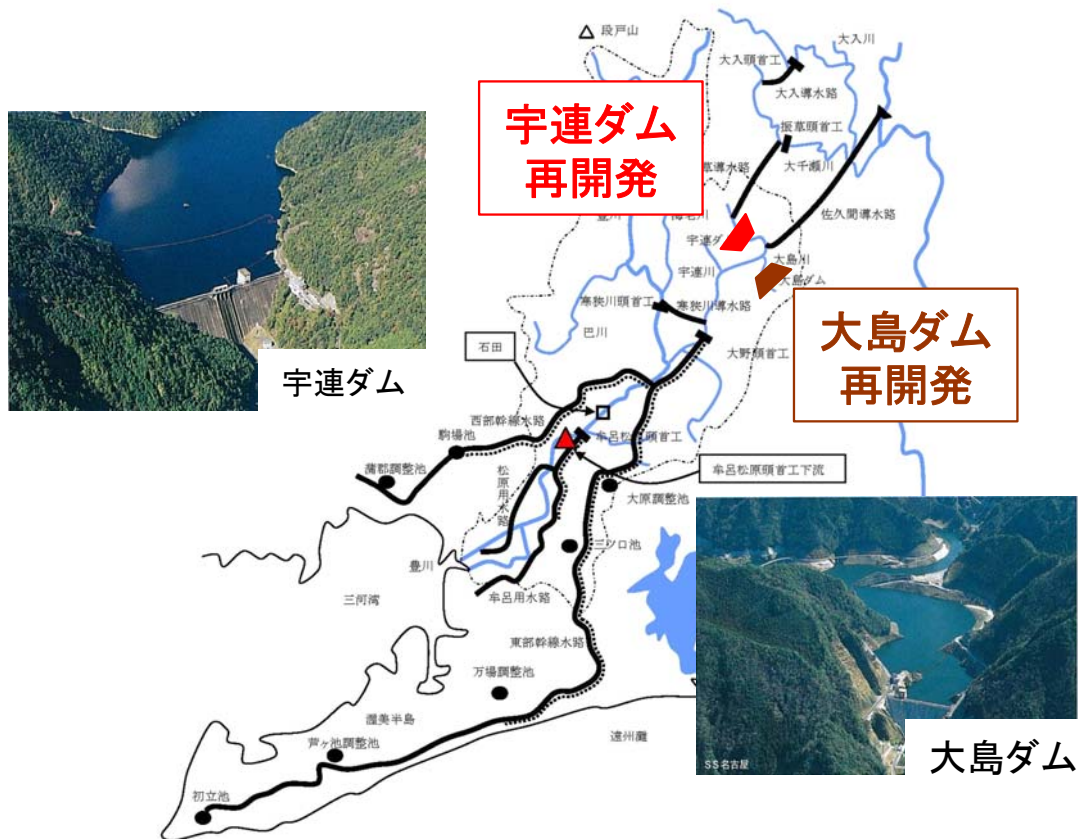 段戸山
大入川
大入頭首工
大入導水路
宇連ダム
再開発
振草頭首工
草導水路
大千瀬川
佐久間導水路
豊川
宇連ダ
大島川
宇連川
大島ダム
寒狭川頭首工
寒狭川導水路
巴川
石田
大野頭首工
大島ダム
再開発
宇連ダム
西部幹線水路
駒場池
牟呂松原頭首工
蒲郡調整池
松原用水路
牟呂松原頭首工下流
大原調整池
三ツ口池
豊川
三河湾
牟呂用水路
東部幹線水路
万場調整池
渥美半島
芦ヶ池調整池
遠州灘
初立池
SS名古屋
大島ダム